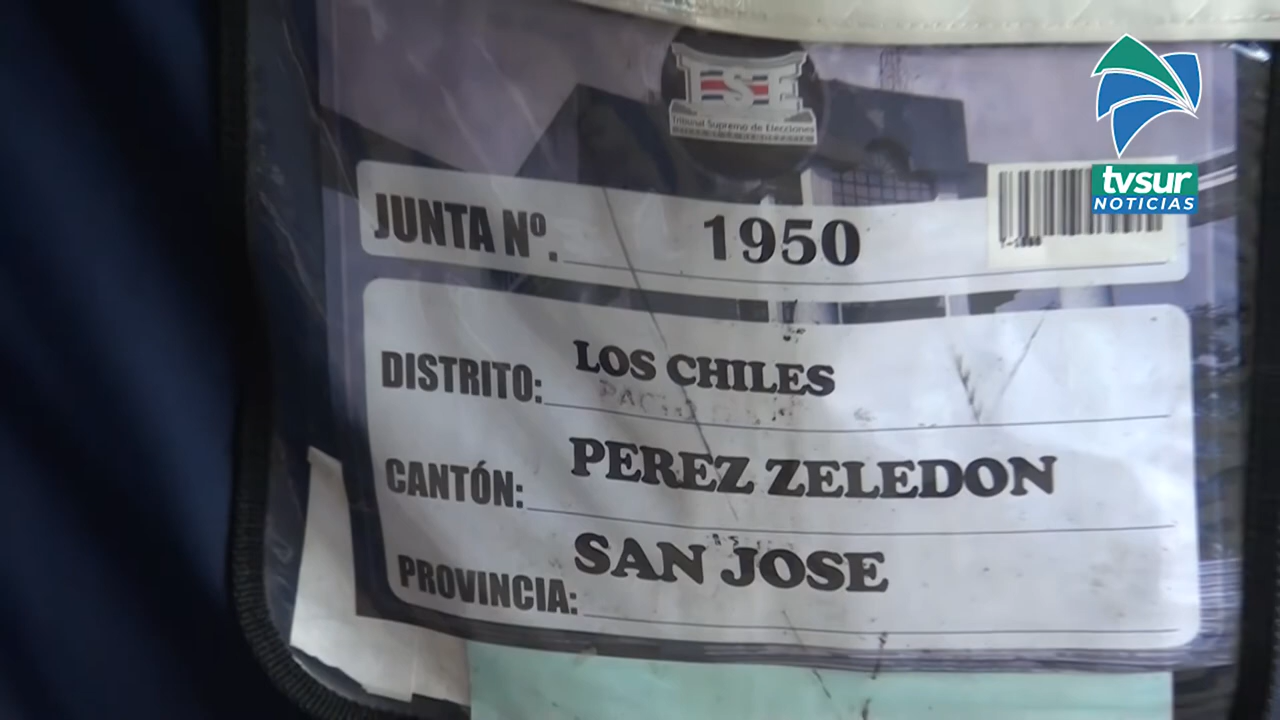 TSE
Tribunal Supremo de Elecciones
tvsur
NOTICIAS
JUNTA Nº. 1950
DISTRITO: LOS CHILES
CANTÓN: PEREZ ZELEDON
PROVINCIA: SAN JOSE